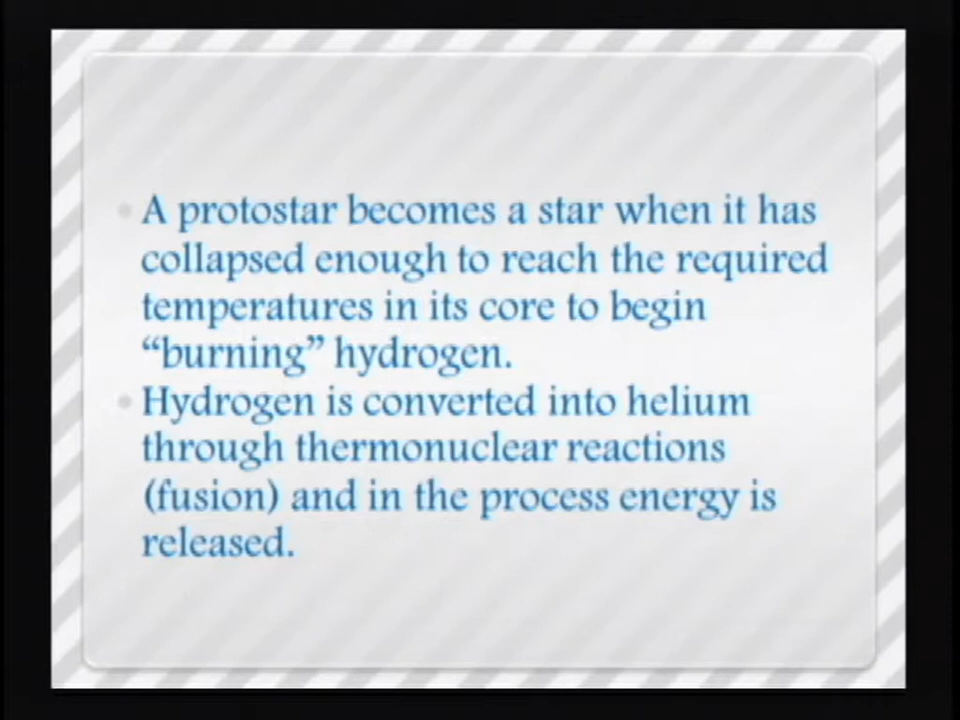 A protostar becomes a star when it has
collapsed enough to reach the required
temperatures in its core to begin
“burning” hydrogen.
Hydrogen is converted into helium
through thermonuclear reactions
(fusion) and in the process energy is
released.